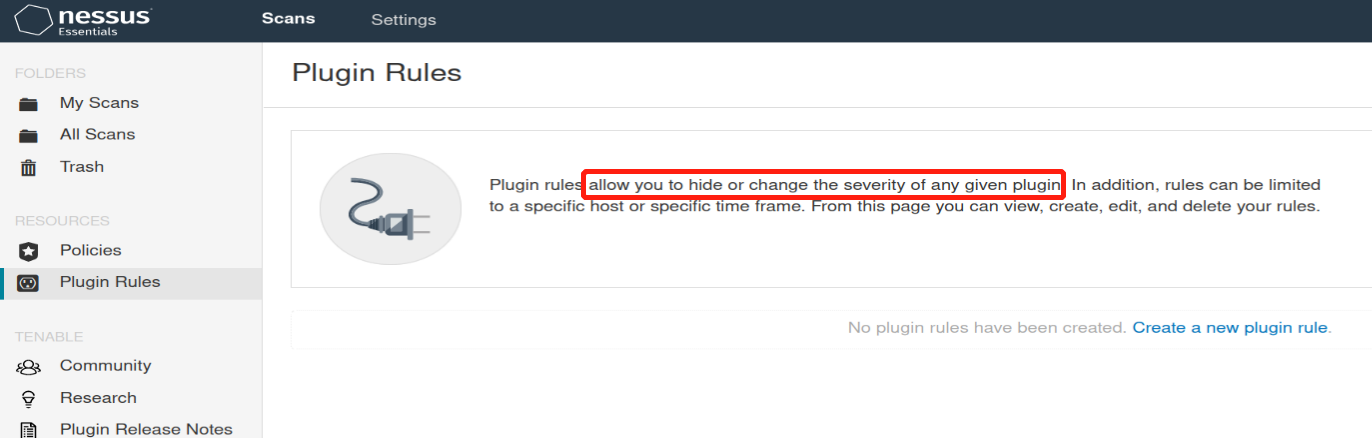 nessus
Essentials
Scans
Settings
FOLDERS
My Scans
All Scans
Trash
RESOURCES
Policies
Plugin Rules
TENABLE
Community
Research
Plugin Release Notes
Plugin Rules
Plugin rules allow you to hide or change the severity of any given plugin. In addition, rules can be limited
to a specific host or specific time frame. From this page you can view, create, edit, and delete your rules.
No plugin rules have been created. Create a new plugin rule.